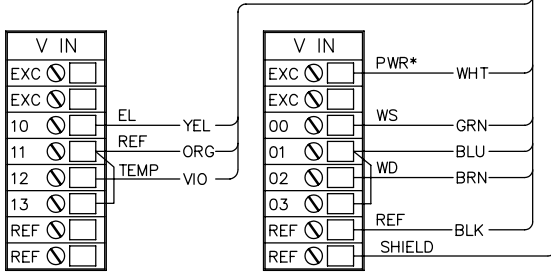 V IN
EXC
EXC
10 EL YEL
11 REF ORG
12 TEMP VIO
13
REF
REF
V IN
EXC PWR* WHT
EXC
00 WS GRN
01 BLU
02 WD BRN
03
REF REF BLK
REF SHIELD